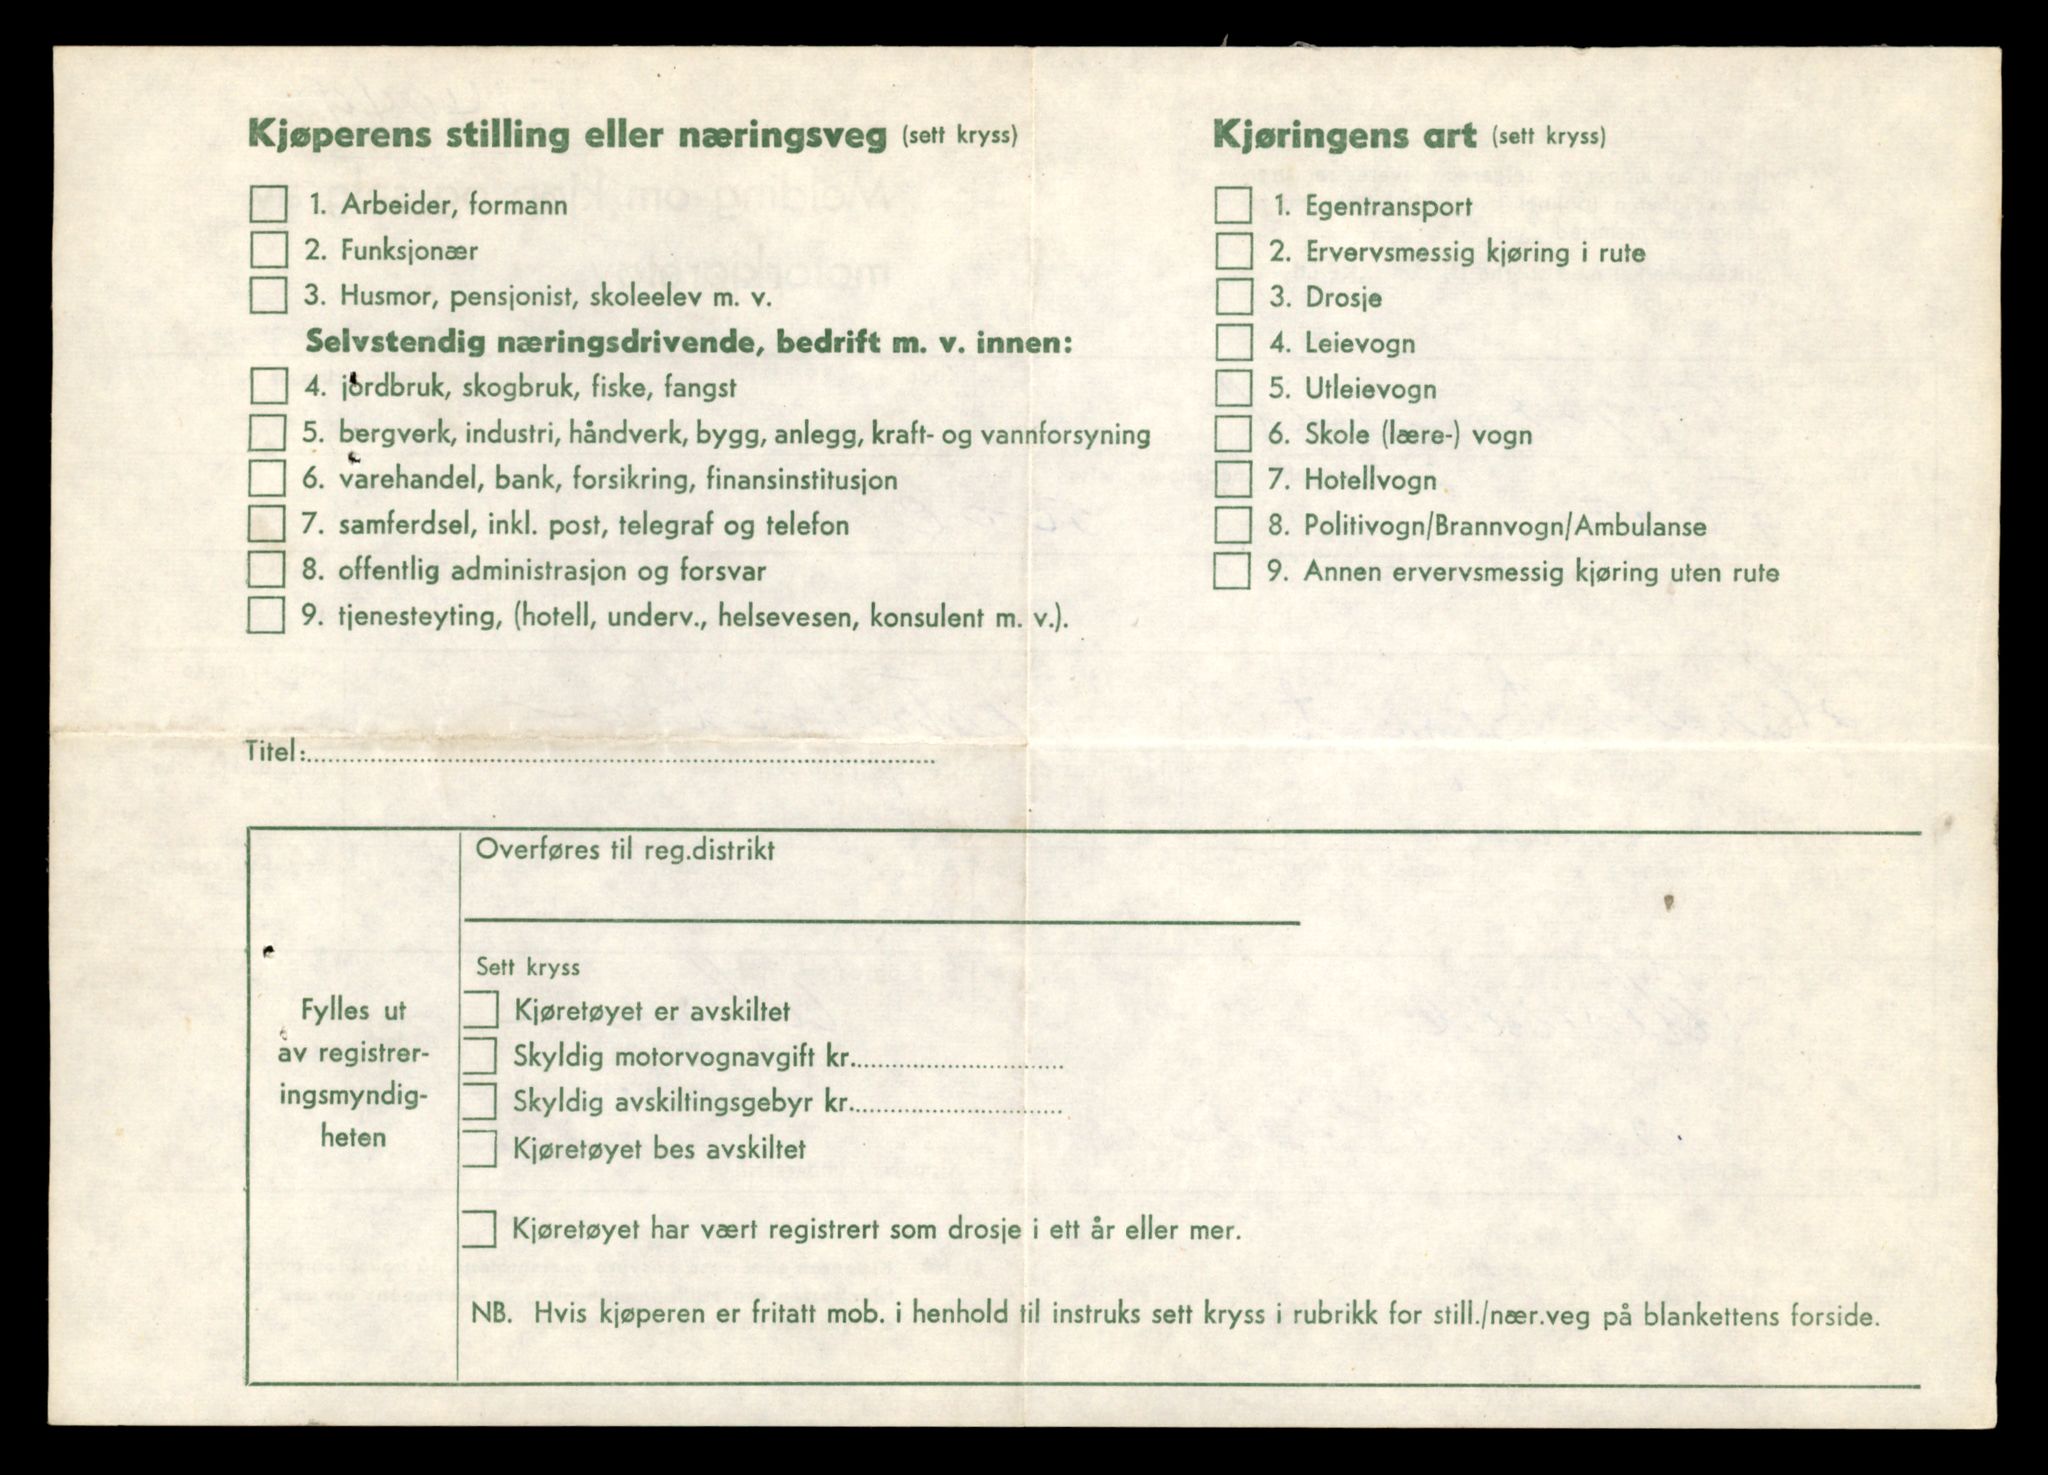 Kjøperens stilling eller næringsveg (sett kryss)
1. Arbeider, formann
2. Funksjonær
3. Husmor, pensjonist, skoleelev m. v.
Selvstendig næringsdrivende, bedrift m. v. innen:
4. jordbruk, skogbruk, fiske, fangst
5. bergverk, industri, håndverk, bygg, anlegg, kraft- og vannforsyning
6. varehandel, bank, forsikring, finansinstitusjon
7. samferdsel, inkl. post, telegraf og telefon
8. offentlig administrasjon og forsvar
9. tjenesteyting, (hotell, underv., helsevesen, konsulent m. v.).
Kjøringens art (sett kryss)
1. Egentransport
2. Ervervsmessig kjøring i rute
3. Drosje
4. Leievogn
5. Utleievogn
6. Skole (lære-) vogn
7. Hotellvogn
8. Politivogn/Brannvogn/Ambulanse
9. Annen ervervsmessig kjøring uten rute
Titel:
Fylles ut
av registrer-
ingsmyndig-
heten
Overføres til reg.distrikt
Sett kryss
Kjøretøyet er avskiltet
Skyldig motorvognavgift kr.
Skyldig avskiltingsgebyr kr.
Kjøretøyet bes avskiltet
Kjøretøyet har vært registrert som drosje i ett år eller mer.
NB. Hvis kjøperen er fritatt mob. i henhold til instruks sett kryss i rubrikk for still./nær.veg på blankettens forside.